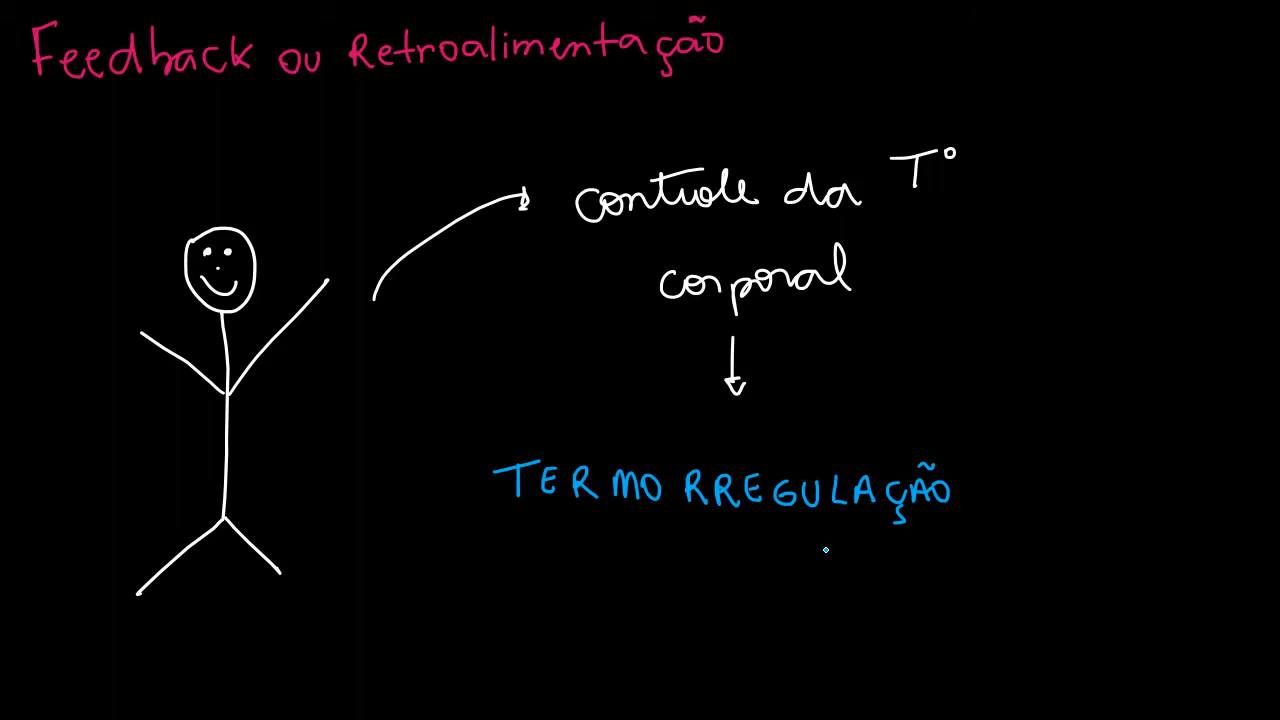 Feedback ou Retroalimentação
controle da T°
corporal
TERMORREGULAÇÃO